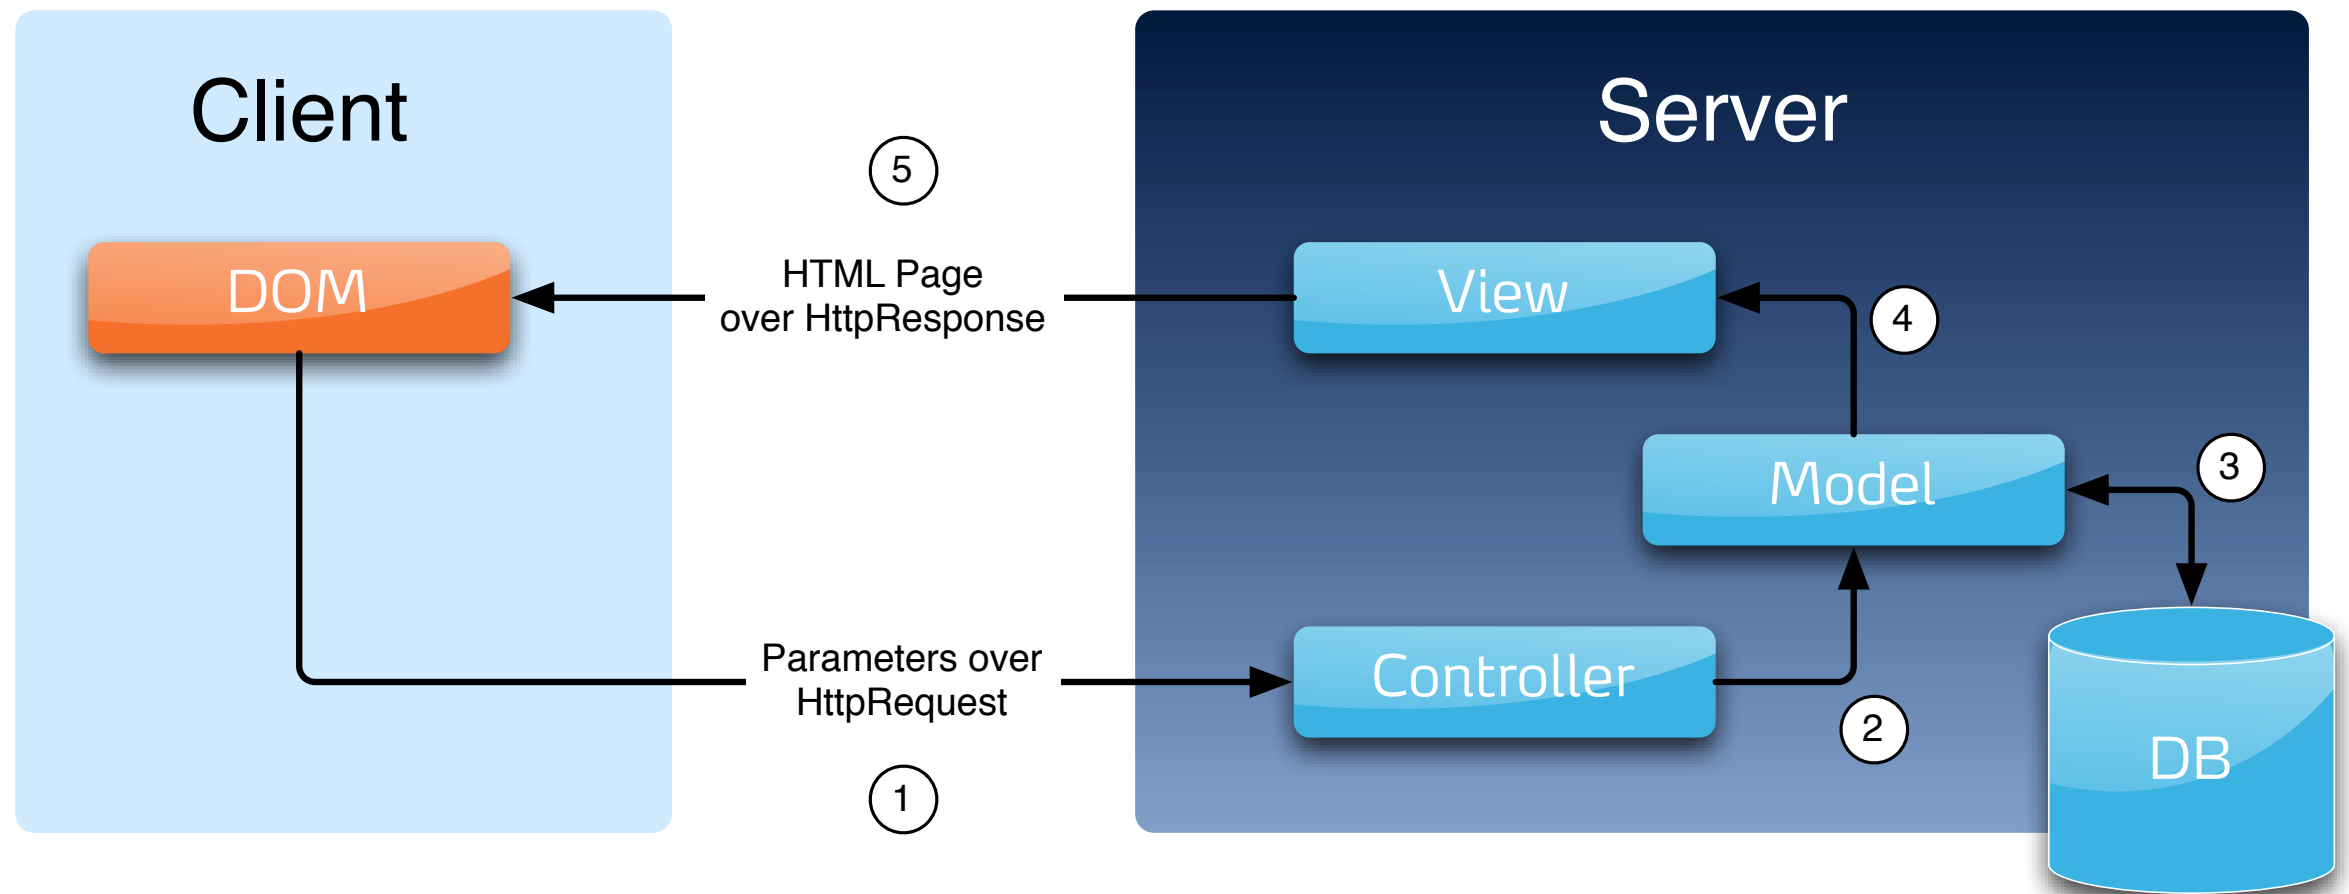 Client
Server
5
DOM
HTML Page
over HttpResponse
View
4
Model
3
Parameters over
HttpRequest
Controller
2
DB
1